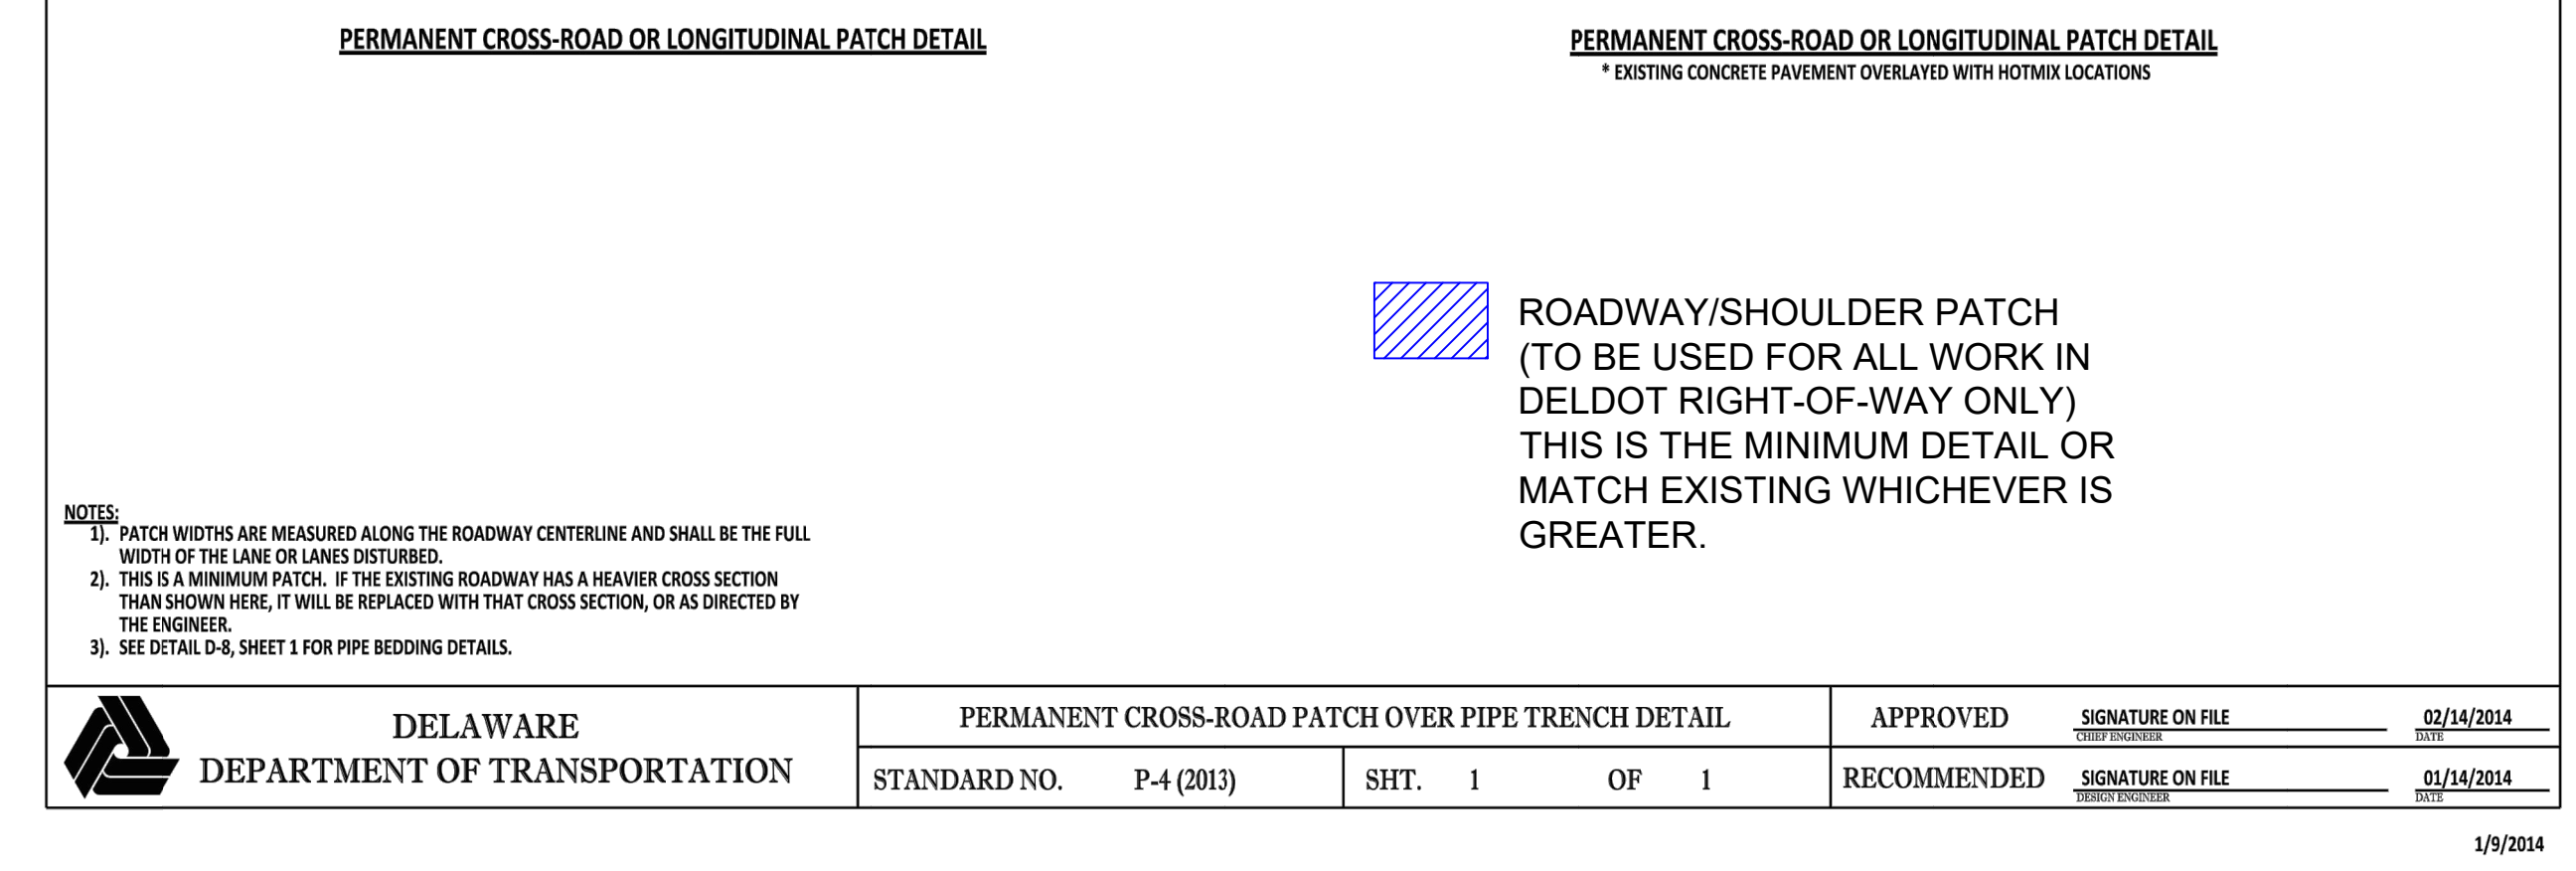 PERMANENT CROSS-ROAD OR LONGITUDINAL PATCH DETAIL
PERMANENT CROSS-ROAD OR LONGITUDINAL PATCH DETAIL
* EXISTING CONCRETE PAVEMENT OVERLAYED WITH HOTMIX LOCATIONS
ROADWAY/SHOULDER PATCH
(TO BE USED FOR ALL WORK IN
DELDOT RIGHT-OF-WAY ONLY)
THIS IS THE MINIMUM DETAIL OR
MATCH EXISTING WHICHEVER IS
GREATER.
NOTES:
1). PATCH WIDTHS ARE MEASURED ALONG THE ROADWAY CENTERLINE AND SHALL BE THE FULL
WIDTH OF THE LANE OR LANES DISTURBED.
2). THIS IS A MINIMUM PATCH. IF THE EXISTING ROADWAY HAS A HEAVIER CROSS SECTION
THAN SHOWN HERE, IT WILL BE REPLACED WITH THAT CROSS SECTION, OR AS DIRECTED BY
THE ENGINEER.
3). SEE DETAIL D-8, SHEET 1 FOR PIPE BEDDING DETAILS.
DELAWARE
DEPARTMENT OF TRANSPORTATION
PERMANENT CROSS-ROAD PATCH OVER PIPE TRENCH DETAIL
STANDARD NO. P-4 (2013) SHT. 1 OF 1
APPROVED SIGNATURE ON FILE 02/14/2014
CHIEF ENGINEER DATE
RECOMMENDED SIGNATURE ON FILE 01/14/2014
DESIGN ENGINEER DATE
1/9/2014